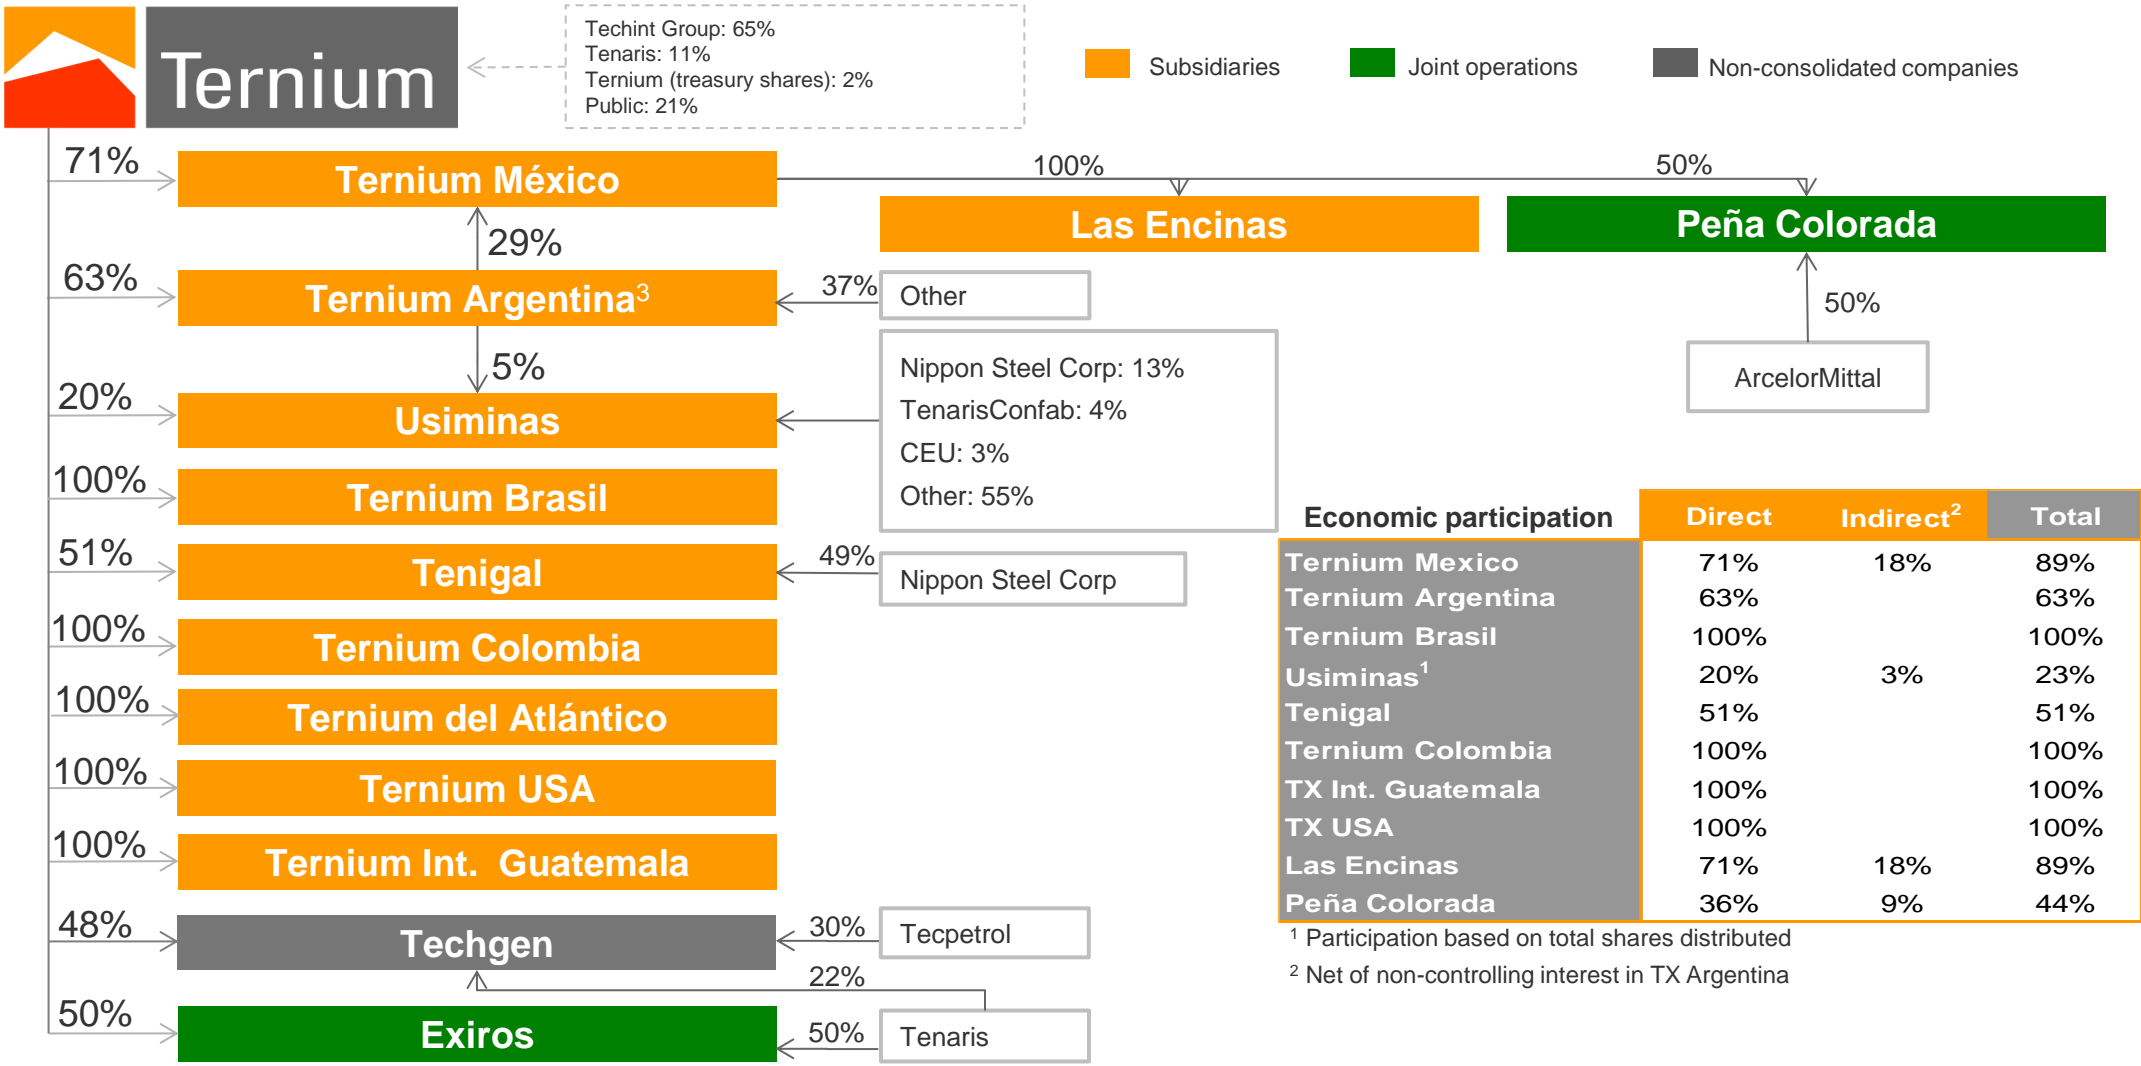 Ternium
Techint Group: 65%
Tenaris: 11%
Ternium (treasury shares): 2%
Public: 21%
Subsidiaries
Joint operations
Non-consolidated companies
71%
Ternium México
100%
50%
Las Encinas
Peña Colorada
29%
63%
Ternium Argentina³
37%
Other
50%
ArcelorMittal
5%
20%
Usiminas
Nippon Steel Corp: 13%
TenarisConfab: 4%
CEU: 3%
Other: 55%
100%
Ternium Brasil
51%
Tenigal
49%
Nippon Steel Corp
100%
Ternium Colombia
100%
Ternium del Atlántico
100%
Ternium USA
100%
Ternium Int. Guatemala
48%
Techgen
30%
Tecpetrol
22%
50%
Exiros
50%
Tenaris
Economic participation Direct Indirect² Total
Ternium Mexico 71% 18% 89%
Ternium Argentina 63% 63%
Ternium Brasil 100% 100%
Usiminas¹ 20% 3% 23%
Tenigal 51% 51%
Ternium Colombia 100% 100%
TX Int. Guatemala 100% 100%
TX USA 100% 100%
Las Encinas 71% 18% 89%
Peña Colorada 36% 9% 44%
¹ Participation based on total shares distributed
² Net of non-controlling interest in TX Argentina